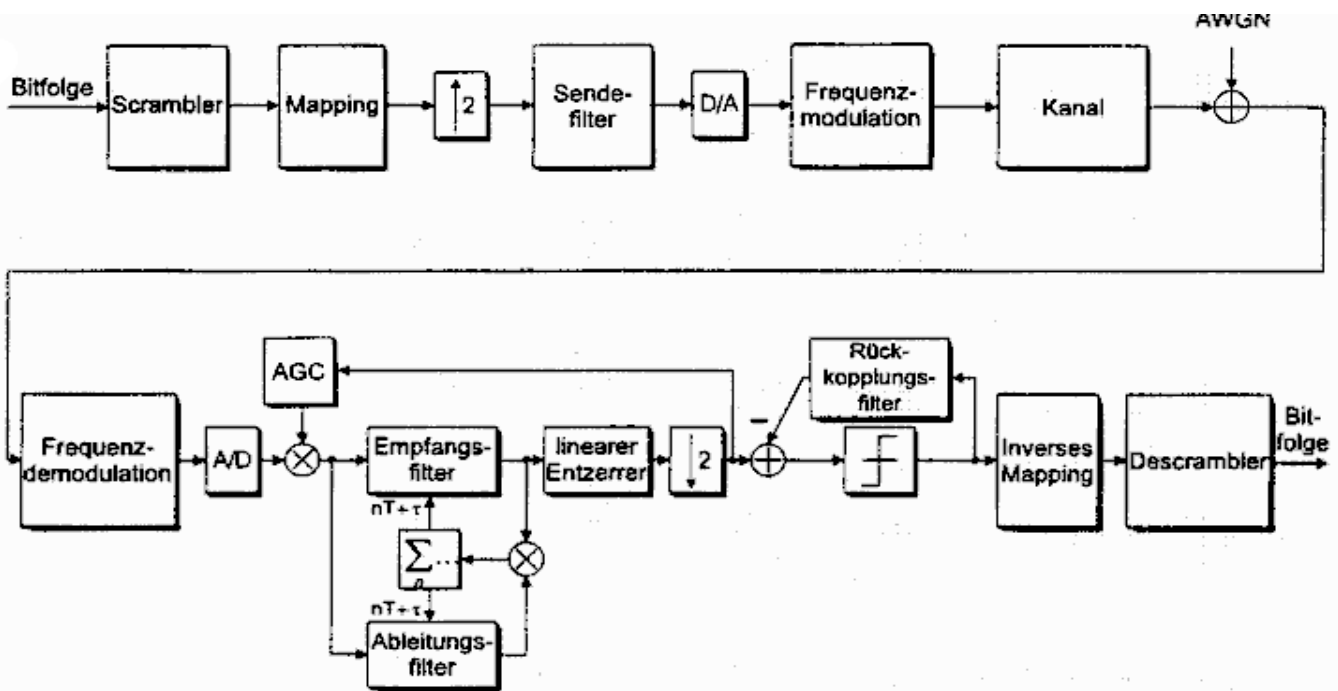 AWGN
Bitfolge
Scrambler
Mapping
2
Sende-
filter
D/A
Frequenz-
modulation
Kanal
AGC
Rück-
kopplungs-
filter
Frequenz-
demodulation
A/D
Empfangs-
filter
linearer
Entzerrer
2
−
Inverses
Mapping
Descrambler
Bit-
folge
nT+τ
∑ ...
n
nT+τ
Ableitungs-
filter